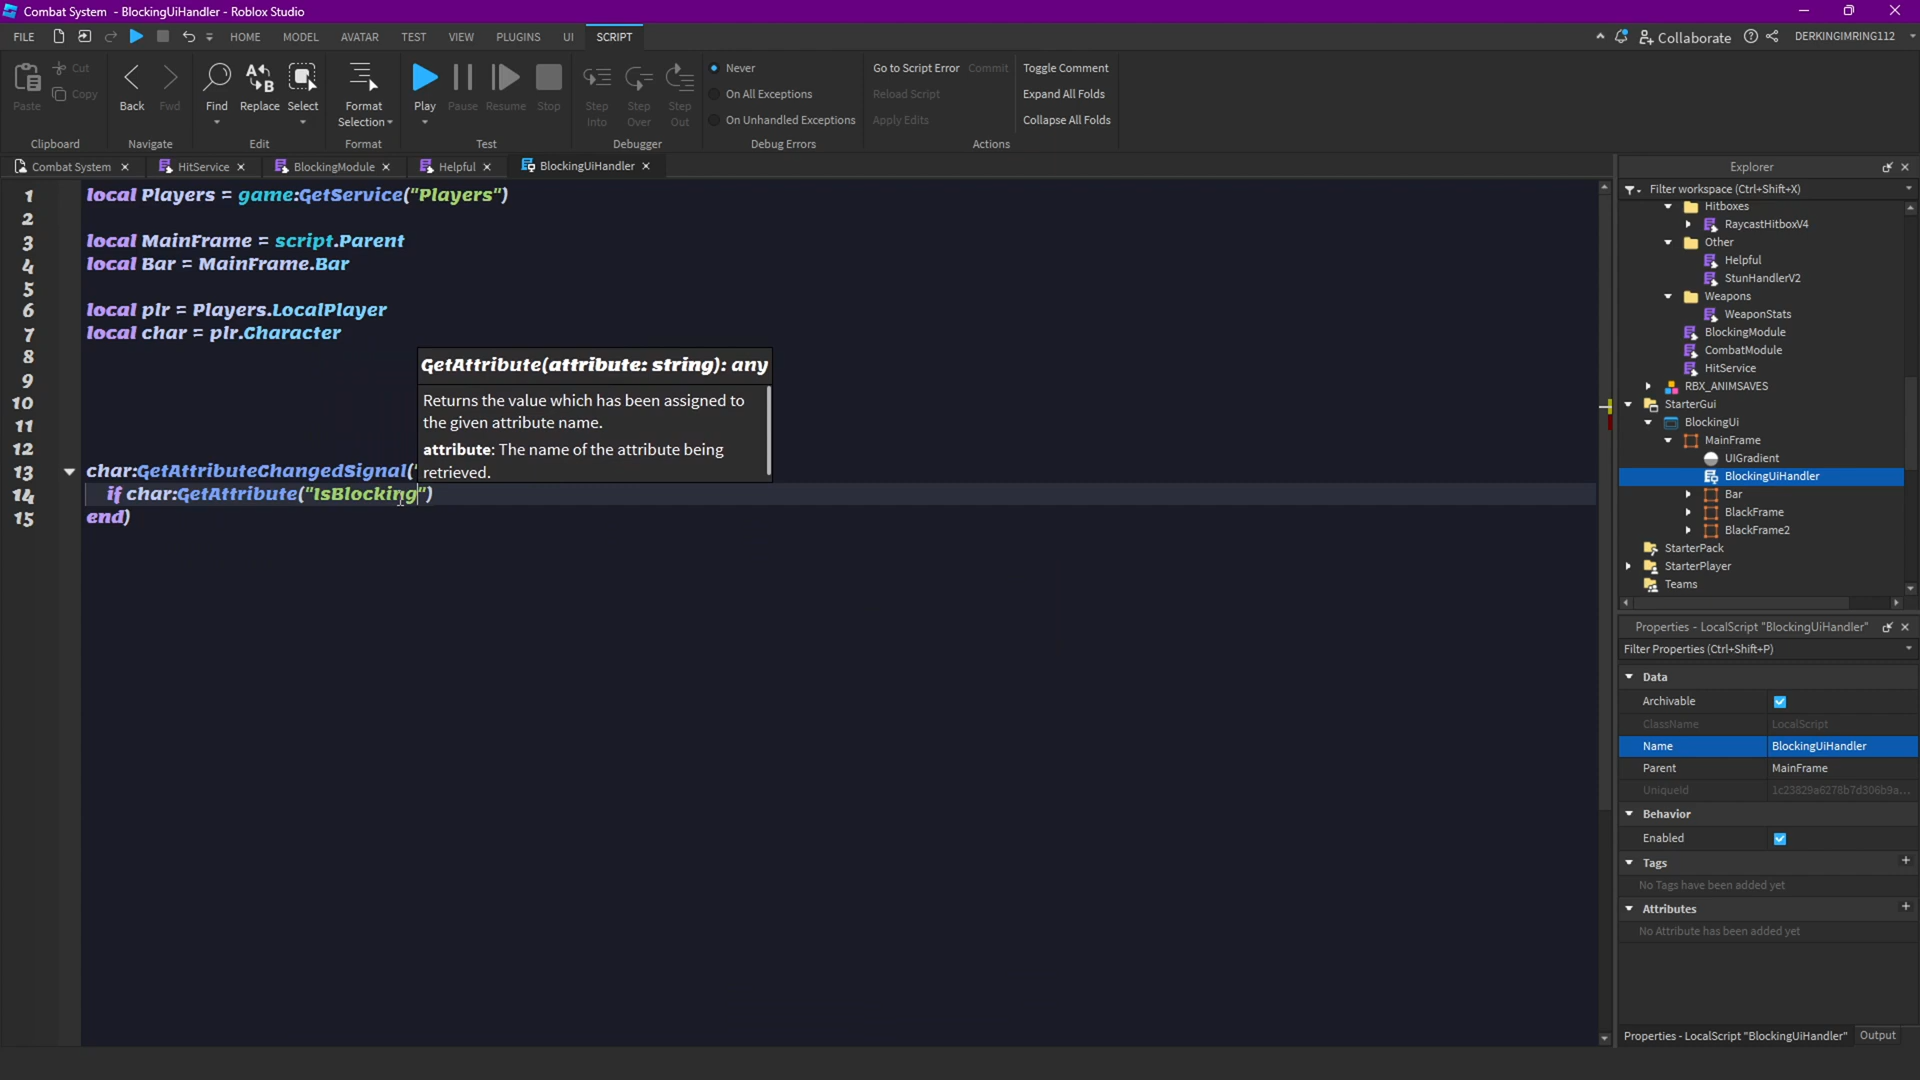 Combat System - BlockingUiHandler - Roblox Studio
FILE HOME MODEL AVATAR TEST VIEW PLUGINS UI SCRIPT Collaborate DERKINGIMRING112
Paste Cut Copy Back Fwd Find Replace Select Format Selection Play Pause Resume Stop Step Into Step Over Step Out
Never
On All Exceptions
On Unhandled Exceptions
Go to Script Error Commit
Reload Script
Apply Edits
Toggle Comment
Expand All Folds
Collapse All Folds
Clipboard Navigate Edit Format Test Debugger Debug Errors Actions
Combat System HitService BlockingModule Helpful BlockingUiHandler
1 local Players = game:GetService("Players")
2
3 local MainFrame = script.Parent
4 local Bar = MainFrame.Bar
5
6 local plr = Players.LocalPlayer
7 local char = plr.Character
8
9
10
11
12
13 char:GetAttributeChangedSignal("
14 if char:GetAttribute("IsBlocking")
15 end)
GetAttribute(attribute: string): any
Returns the value which has been assigned to
the given attribute name.
attribute: The name of the attribute being
retrieved.
Explorer
Filter workspace (Ctrl+Shift+X)
Hitboxes
RaycastHitboxV4
Other
Helpful
StunHandlerV2
Weapons
WeaponStats
BlockingModule
CombatModule
HitService
RBX_ANIMSAVES
StarterGui
BlockingUi
MainFrame
UIGradient
BlockingUiHandler
Bar
BlackFrame
BlackFrame2
StarterPack
StarterPlayer
Teams
Properties - LocalScript "BlockingUiHandler"
Filter Properties (Ctrl+Shift+P)
Data
Archivable
ClassName LocalScript
Name BlockingUiHandler
Parent MainFrame
UniqueId 1c23829a6278b7d306b9a...
Behavior
Enabled
Tags
No Tags have been added yet
Attributes
No Attribute has been added yet
Properties - LocalScript "BlockingUiHandler" Output